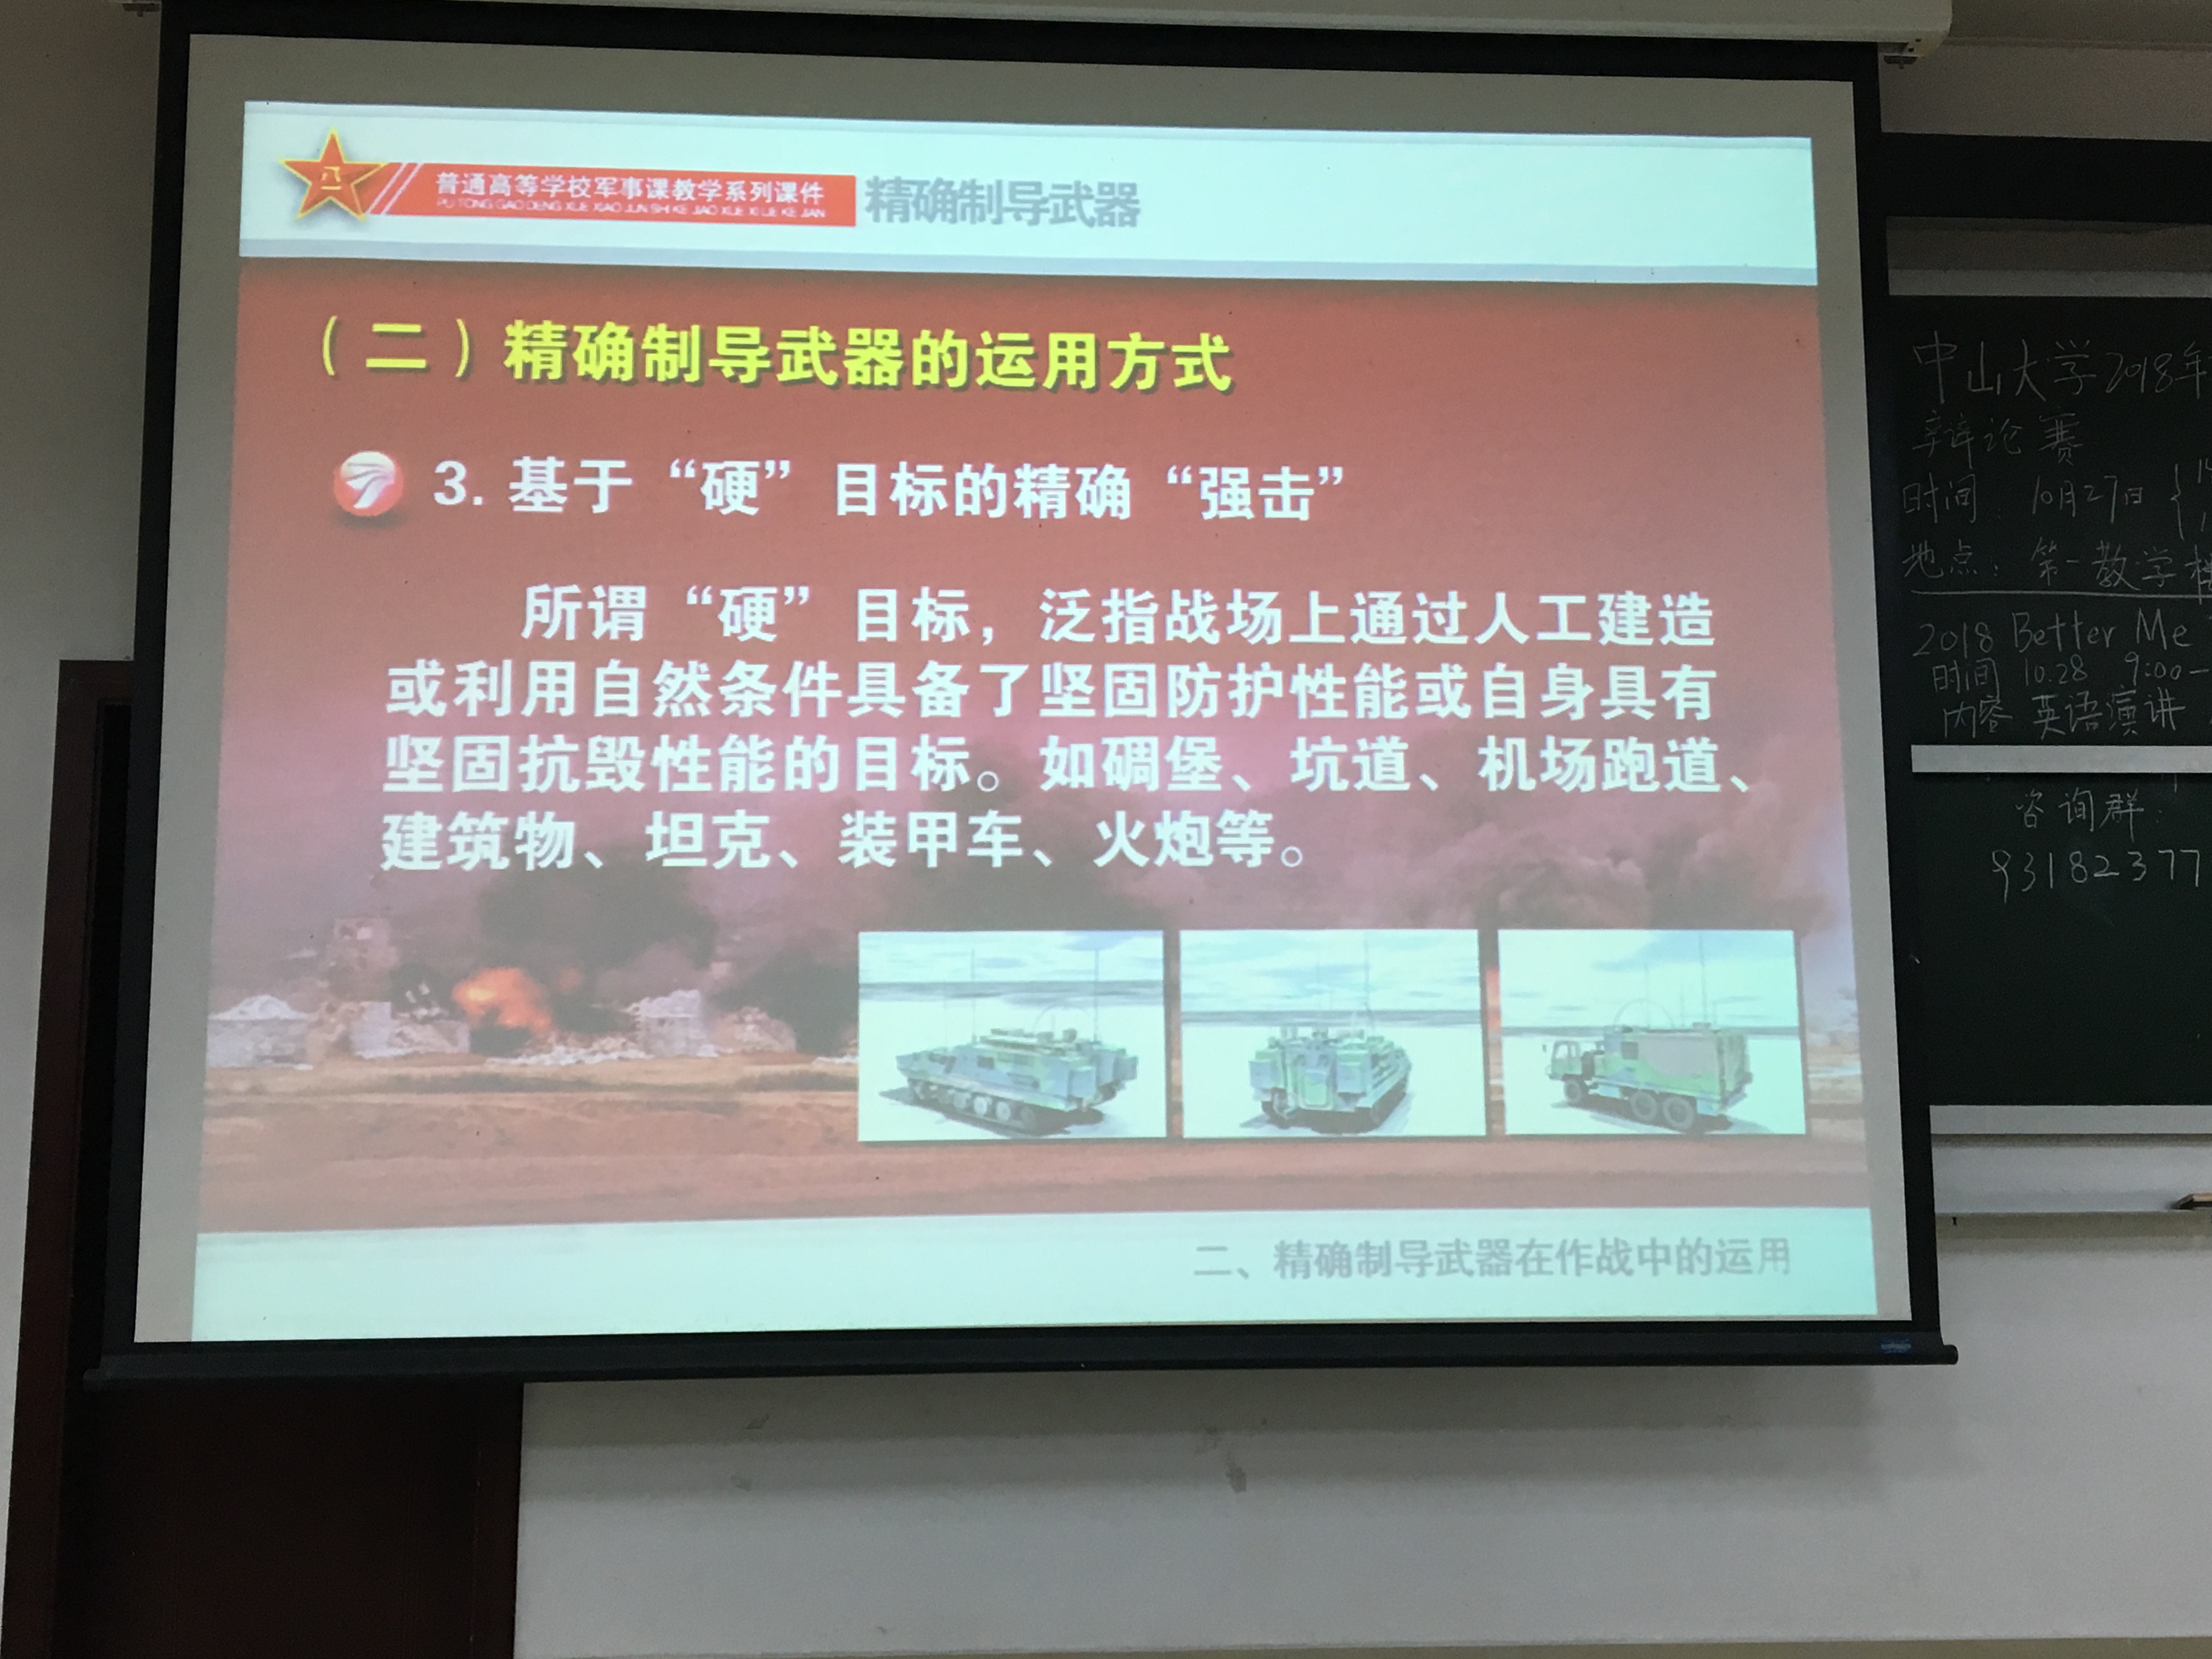 八一
普通高等学校军事课教学系列课件
PU TONG GAO DENG XUE XIAO JUN SHI KE JIAO XUE XI LIE KE JIAN
精确制导武器
（二）精确制导武器的运用方式
3. 基于“硬”目标的精确“强击”
所谓“硬”目标，泛指战场上通过人工建造
或利用自然条件具备了坚固防护性能或自身具有
坚固抗毁性能的目标。如碉堡、坑道、机场跑道、
建筑物、坦克、装甲车、火炮等。
二、精确制导武器在作战中的运用
中山大学2018年
辩论赛
时间：10月27日
地点：第一教学楼
2018 Better Me
时间 10.28 9:00—
内容 英语演讲
咨询群：
93182377